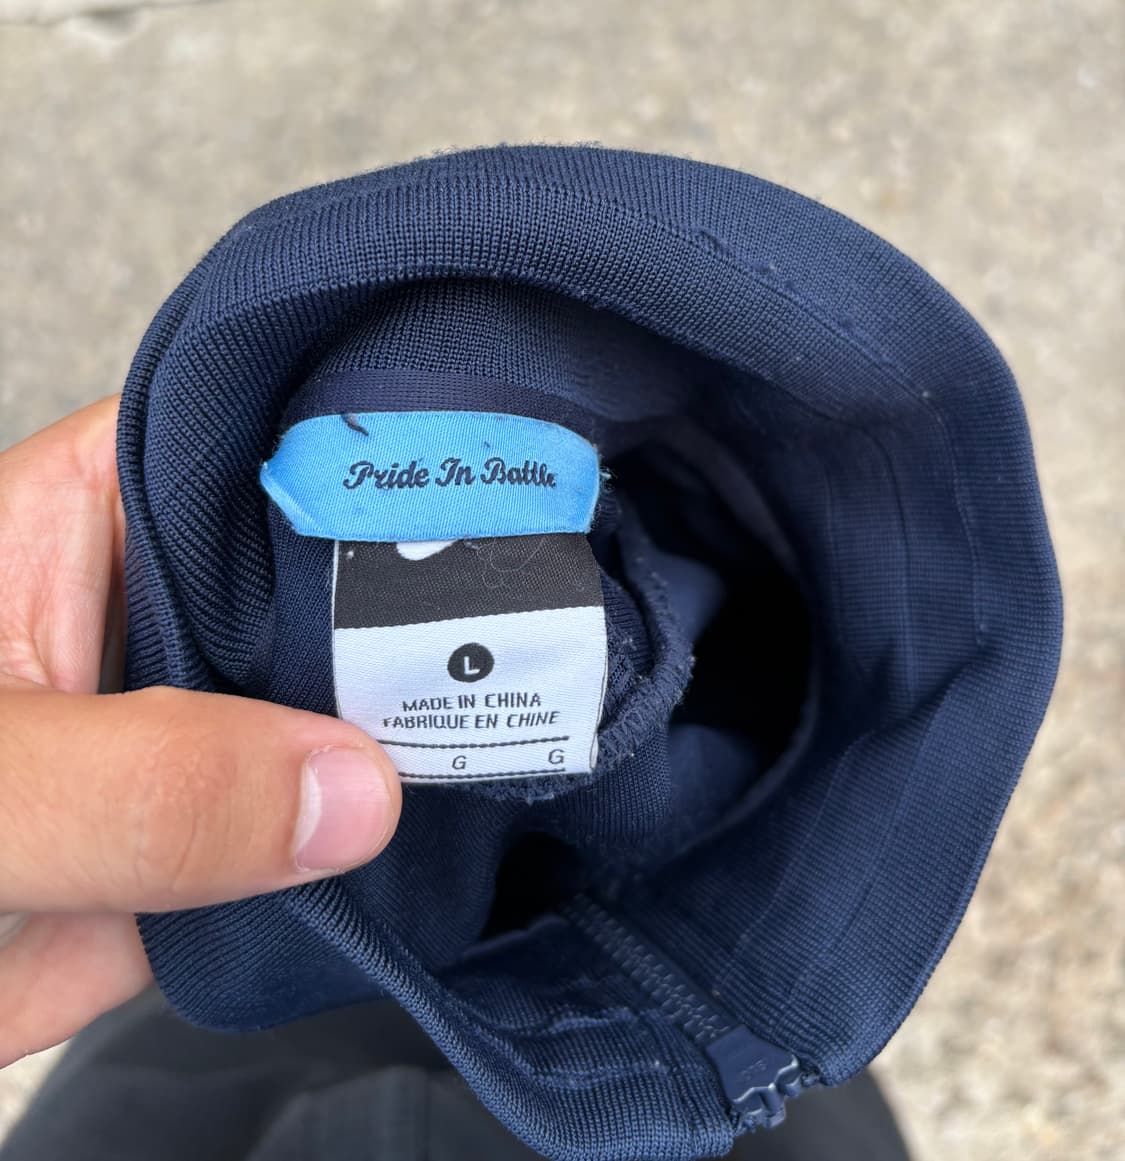 Pride In Battle
L
MADE IN CHINA
FABRIQUE EN CHINE
G G